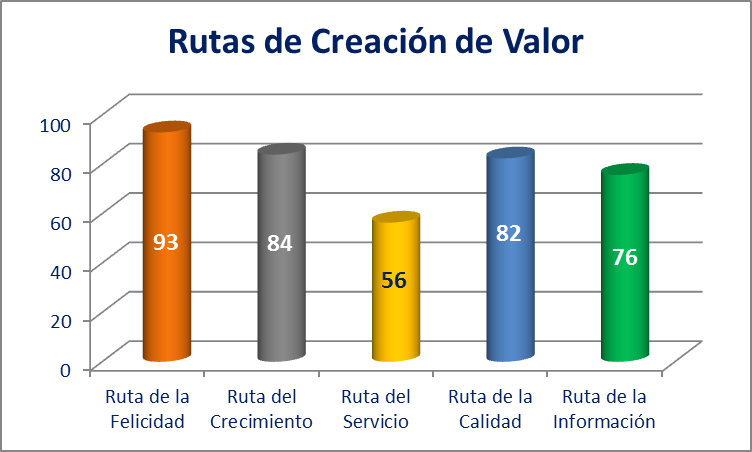 Rutas de Creación de Valor
100
80
60
40
20
0
93
84
56
82
76
Ruta de la
Felicidad
Ruta del
Crecimiento
Ruta del
Servicio
Ruta de la
Calidad
Ruta de la
Información